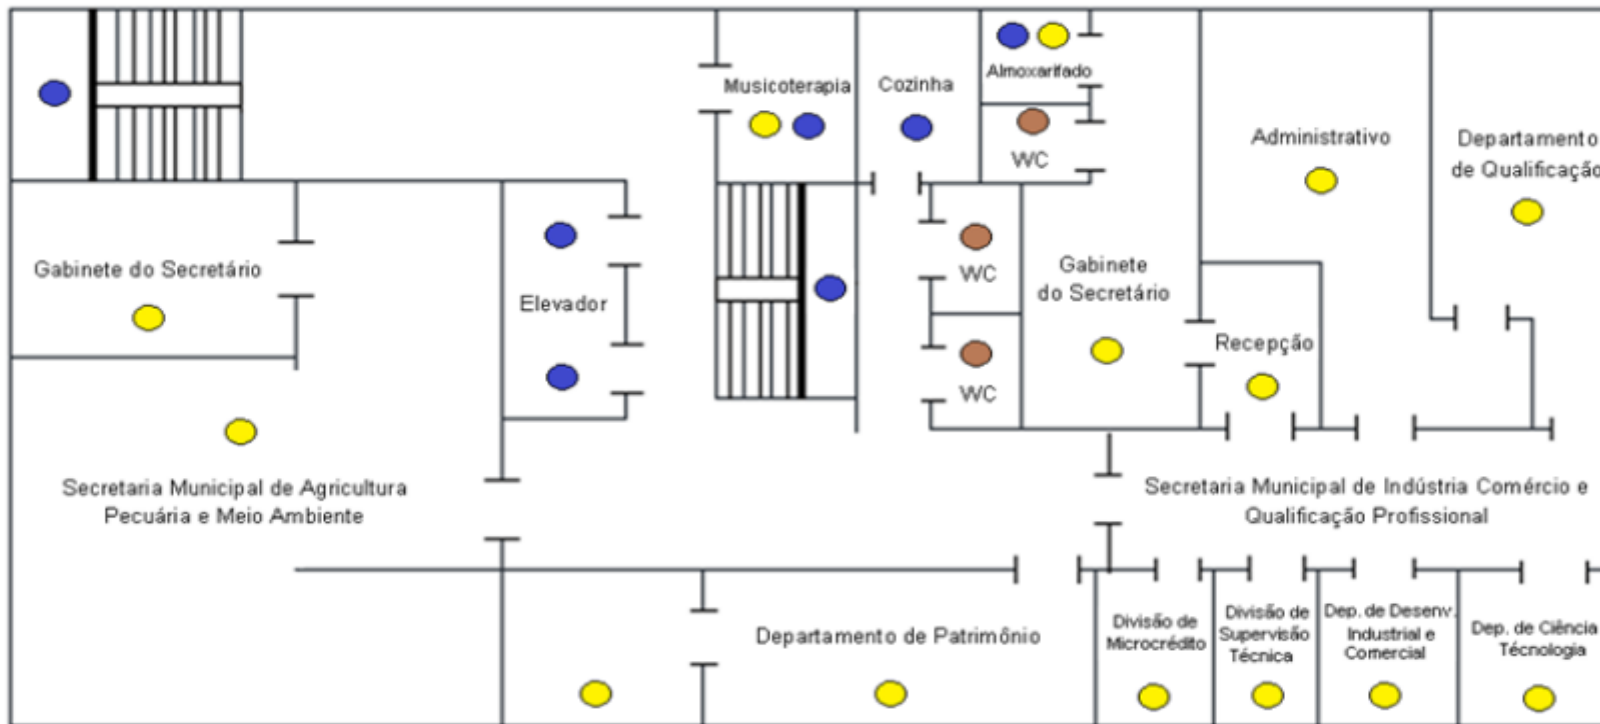 Almoxarifado
Musicoterapia
Cozinha
WC
Administrativo
Departamento
de Qualificação
Gabinete do Secretário
Elevador
WC
Gabinete
do Secretário
Recepção
WC
Secretaria Municipal de Agricultura
Pecuária e Meio Ambiente
Secretaria Municipal de Indústria Comércio e
Qualificação Profissional
Departamento de Patrimônio
Divisão de
Microcrédito
Divisão de
Supervisão
Técnica
Dep. de Desenv.
Industrial e
Comercial
Dep. de Ciência
Técnologia